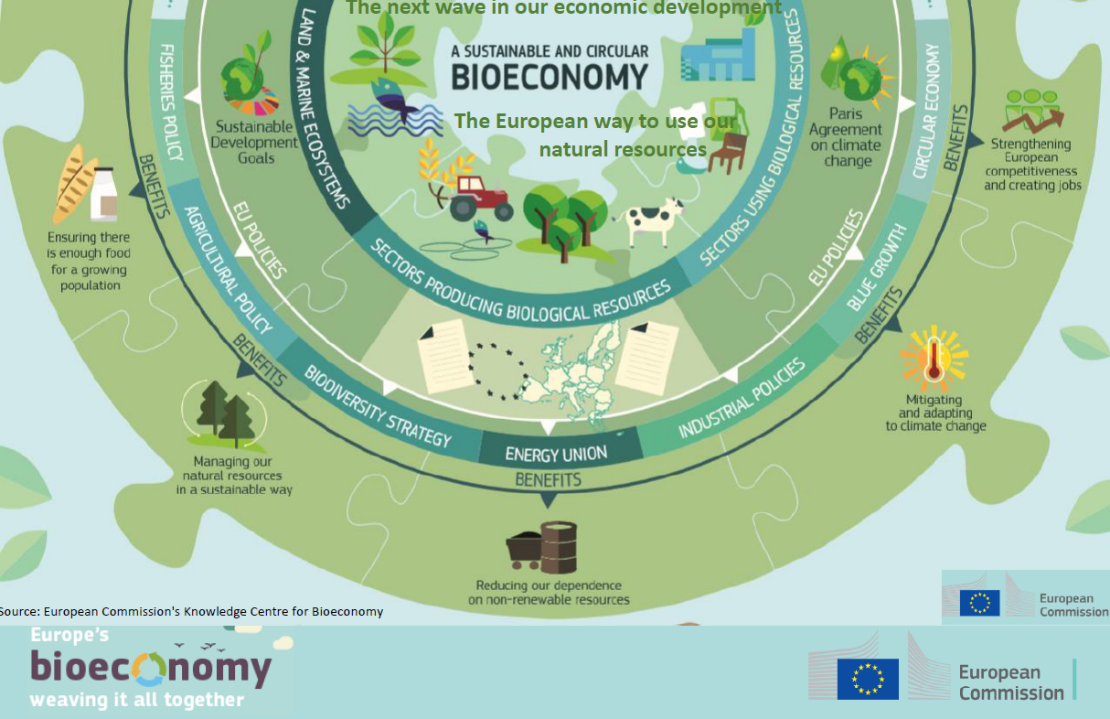 The next wave in our economic development
A SUSTAINABLE AND CIRCULAR
BIOECONOMY
The European way to use our
natural resources
LAND & MARINE ECOSYSTEMS
SECTORS PRODUCING BIOLOGICAL RESOURCES
SECTORS USING BIOLOGICAL RESOURCES
Sustainable
Development
Goals
Paris
Agreement
on climate
change
EU POLICIES
EU POLICIES
FISHERIES POLICY
AGRICULTURAL POLICY
BIODIVERSITY STRATEGY
ENERGY UNION
INDUSTRIAL POLICIES
BLUE GROWTH
CIRCULAR ECONOMY
BENEFITS
Ensuring there
is enough food
for a growing
population
BENEFITS
Managing our
natural resources
in a sustainable way
BENEFITS
Reducing our dependence
on non-renewable resources
BENEFITS
Mitigating
and adapting
to climate change
BENEFITS
Strengthening
European
competitiveness
and creating jobs
Source: European Commission's Knowledge Centre for Bioeconomy
European
Commission
Europe's
bioeconomy
weaving it all together
European
Commission